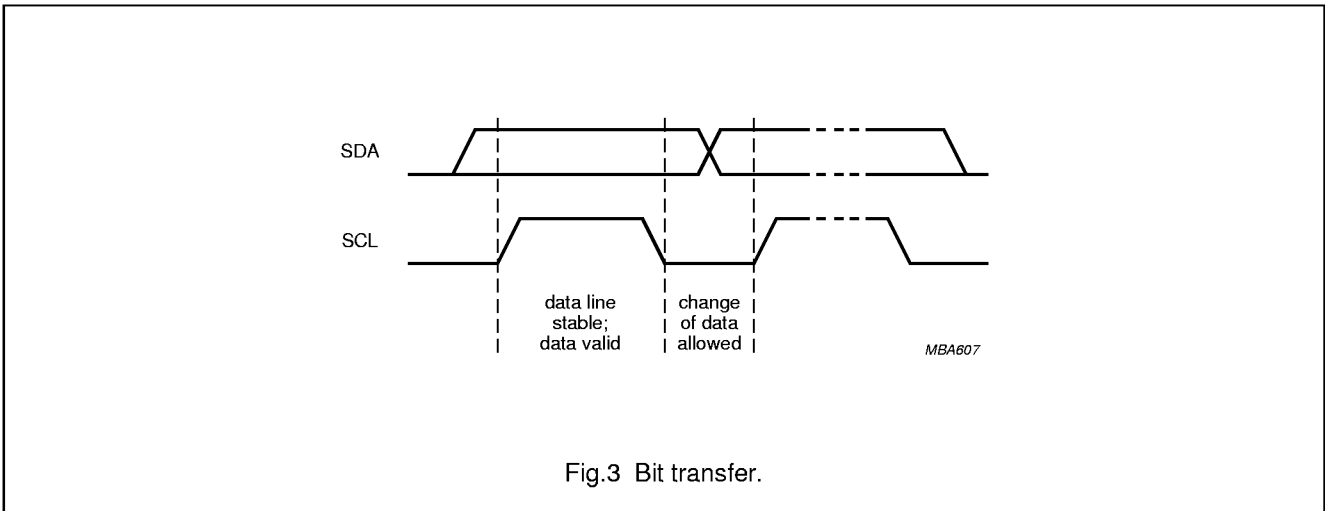 SDA
SCL
data line
stable;
data valid
change
of data
allowed
MBA607
Fig.3 Bit transfer.